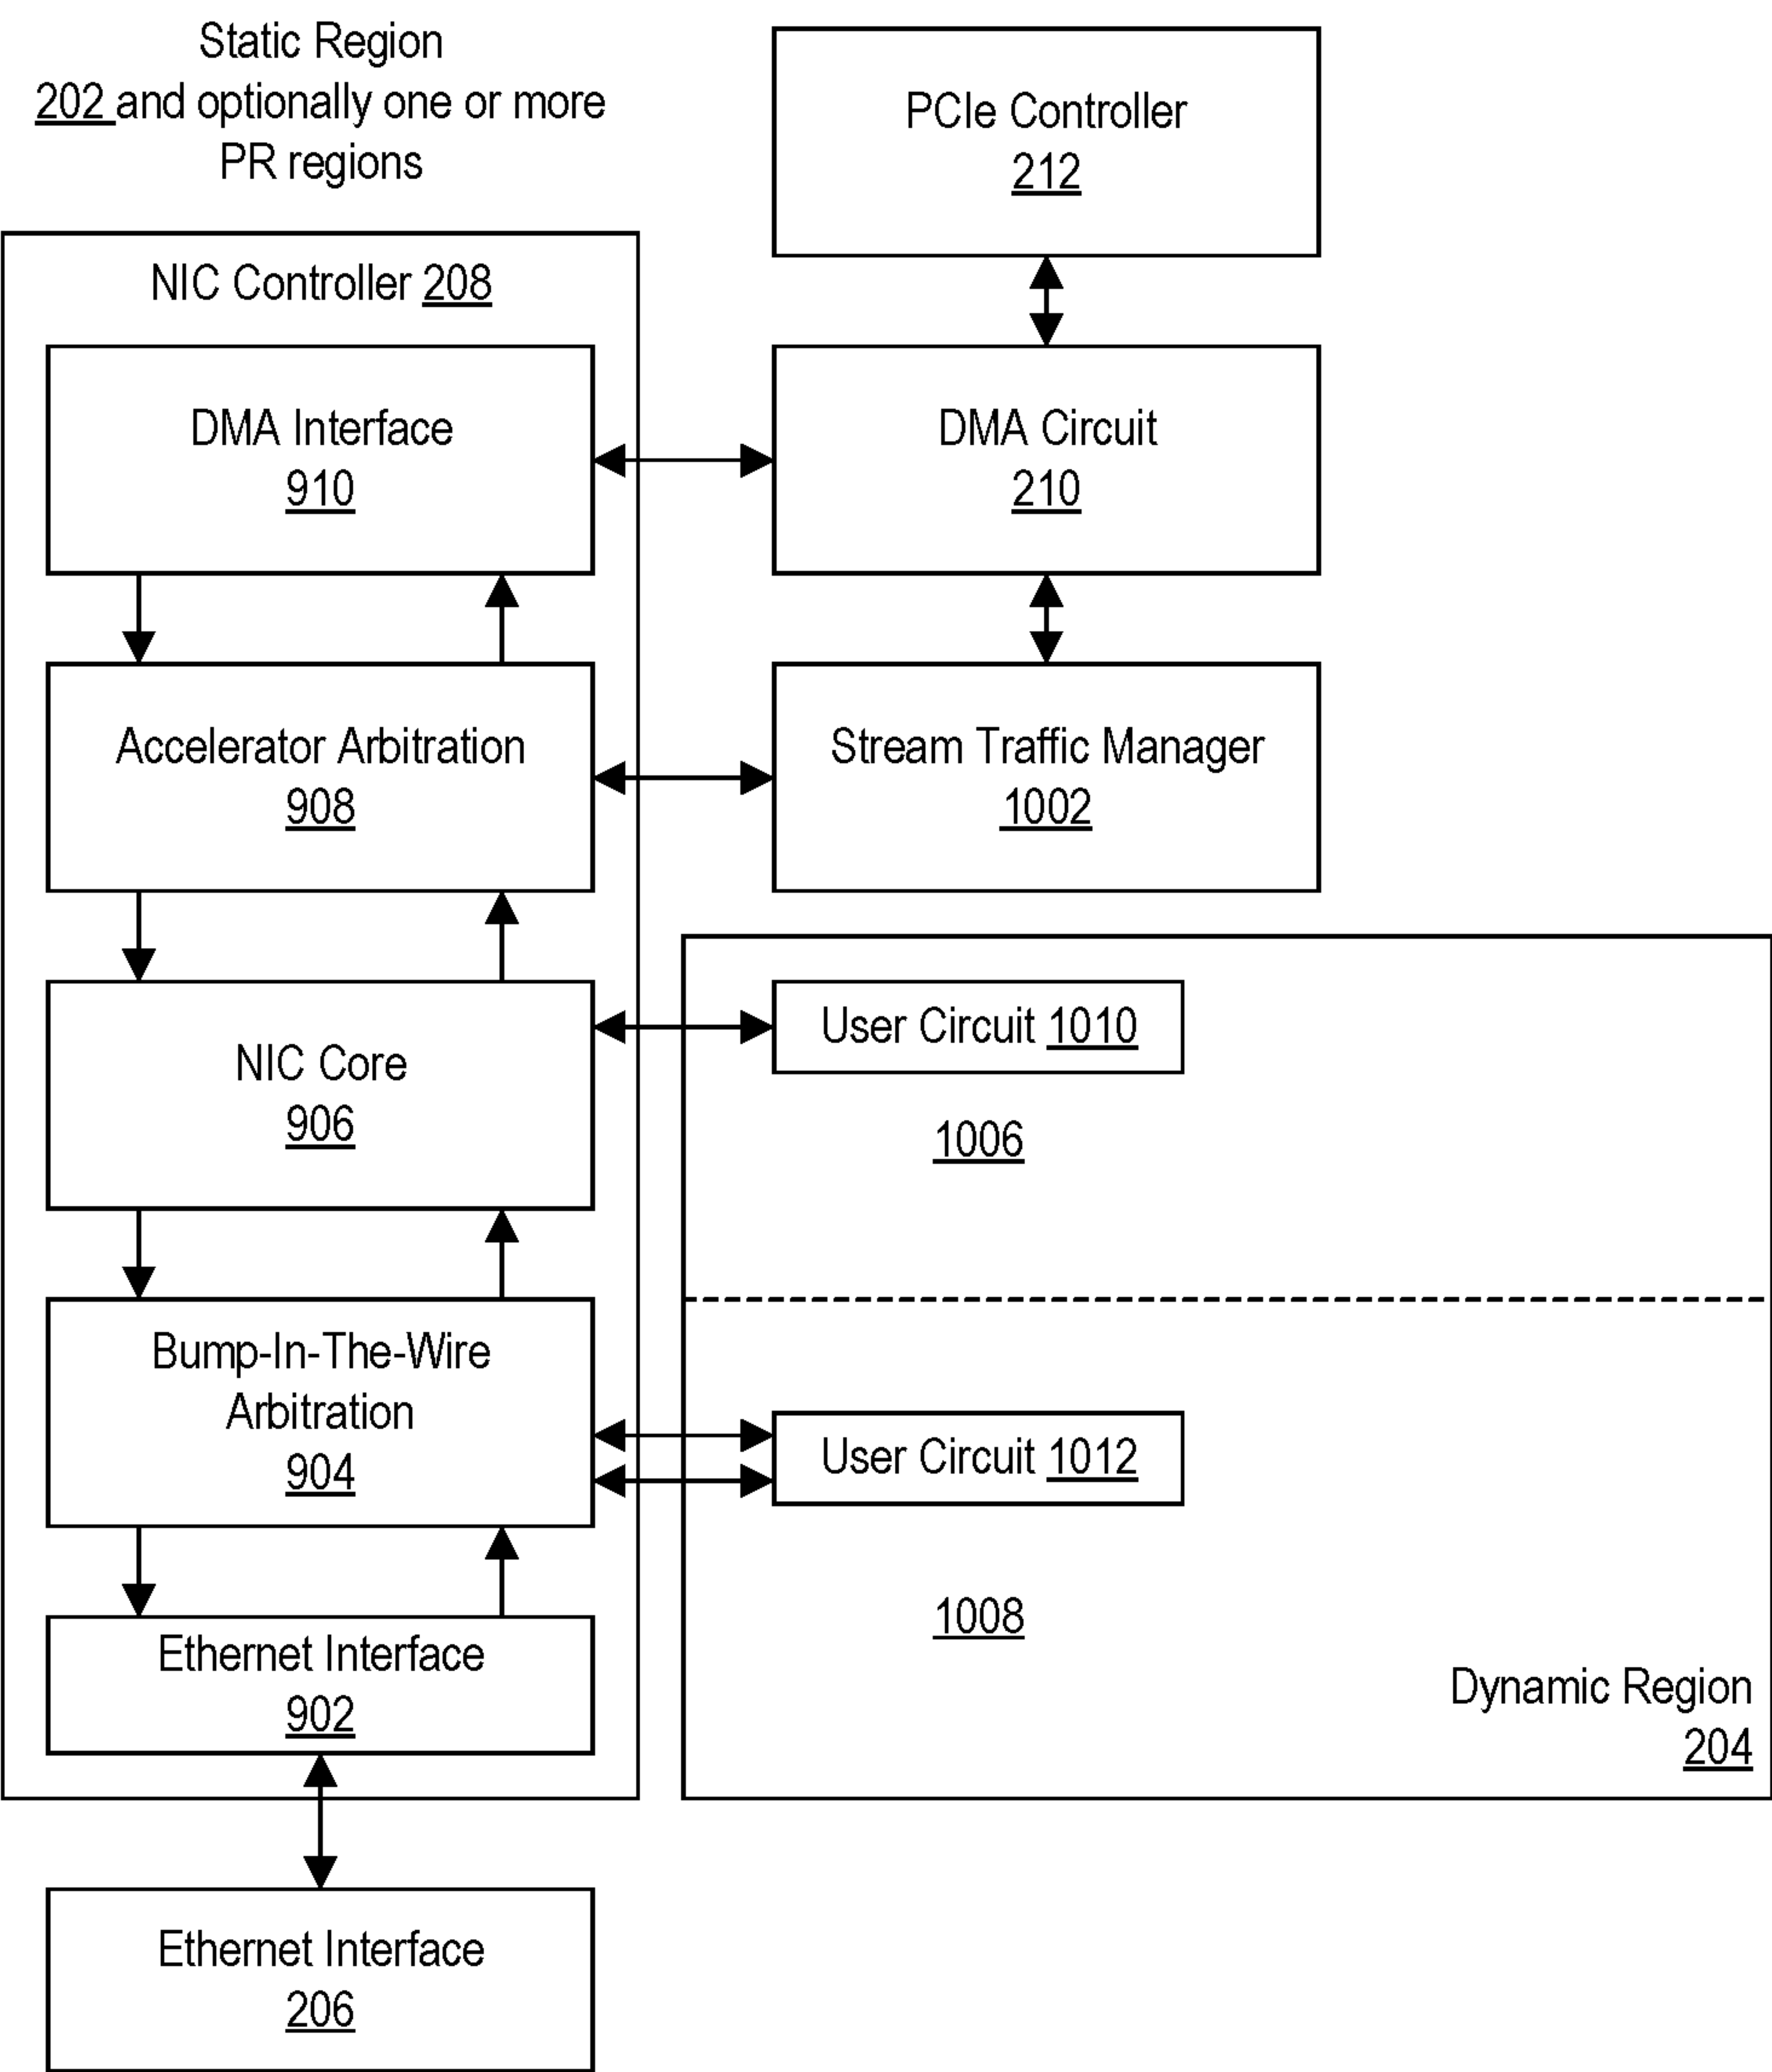 Static Region
202 and optionally one or more
PR regions
PCIe Controller
212
NIC Controller 208
DMA Interface
910
DMA Circuit
210
Accelerator Arbitration
908
Stream Traffic Manager
1002
NIC Core
906
User Circuit 1010
1006
Bump-In-The-Wire
Arbitration
904
User Circuit 1012
1008
Ethernet Interface
902
Dynamic Region
204
Ethernet Interface
206